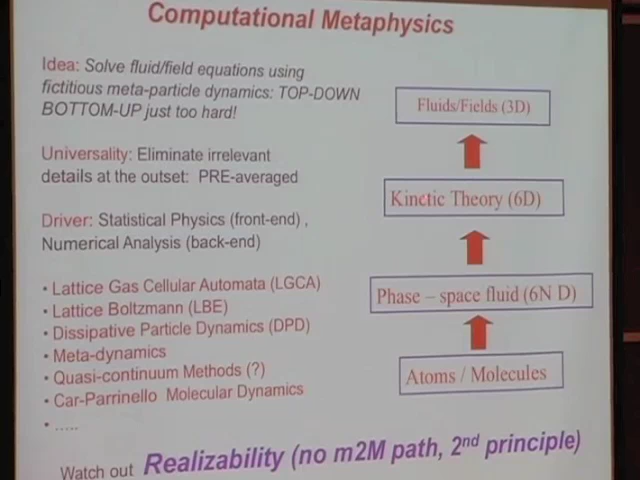 Computational Metaphysics
Idea: Solve fluid/field equations using
fictitious meta-particle dynamics: TOP-DOWN
BOTTOM-UP just too hard!
Universality: Eliminate irrelevant
details at the outset: PRE-averaged
Driver: Statistical Physics (front-end) ,
Numerical Analysis (back-end)
• Lattice Gas Cellular Automata (LGCA)
• Lattice Boltzmann (LBE)
• Dissipative Particle Dynamics (DPD)
• Meta-dynamics
• Quasi-continuum Methods (?)
• Car-Parrinello Molecular Dynamics
• .....
Fluids/Fields (3D)
Kinetic Theory (6D)
Phase – space fluid (6N D)
Atoms / Molecules
Watch out Realizability (no m2M path, 2nd principle)